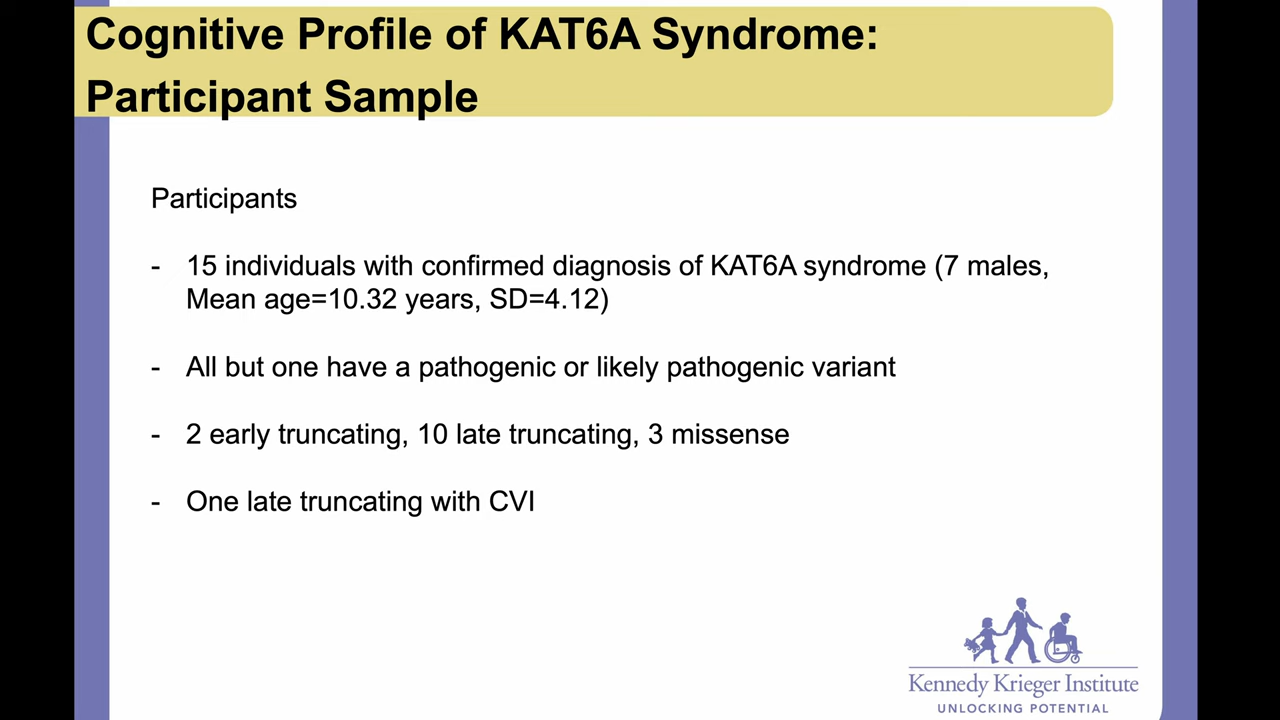 Cognitive Profile of KAT6A Syndrome:
Participant Sample
Participants
- 15 individuals with confirmed diagnosis of KAT6A syndrome (7 males,
Mean age=10.32 years, SD=4.12)
- All but one have a pathogenic or likely pathogenic variant
- 2 early truncating, 10 late truncating, 3 missense
- One late truncating with CVI
Kennedy Krieger Institute
UNLOCKING POTENTIAL